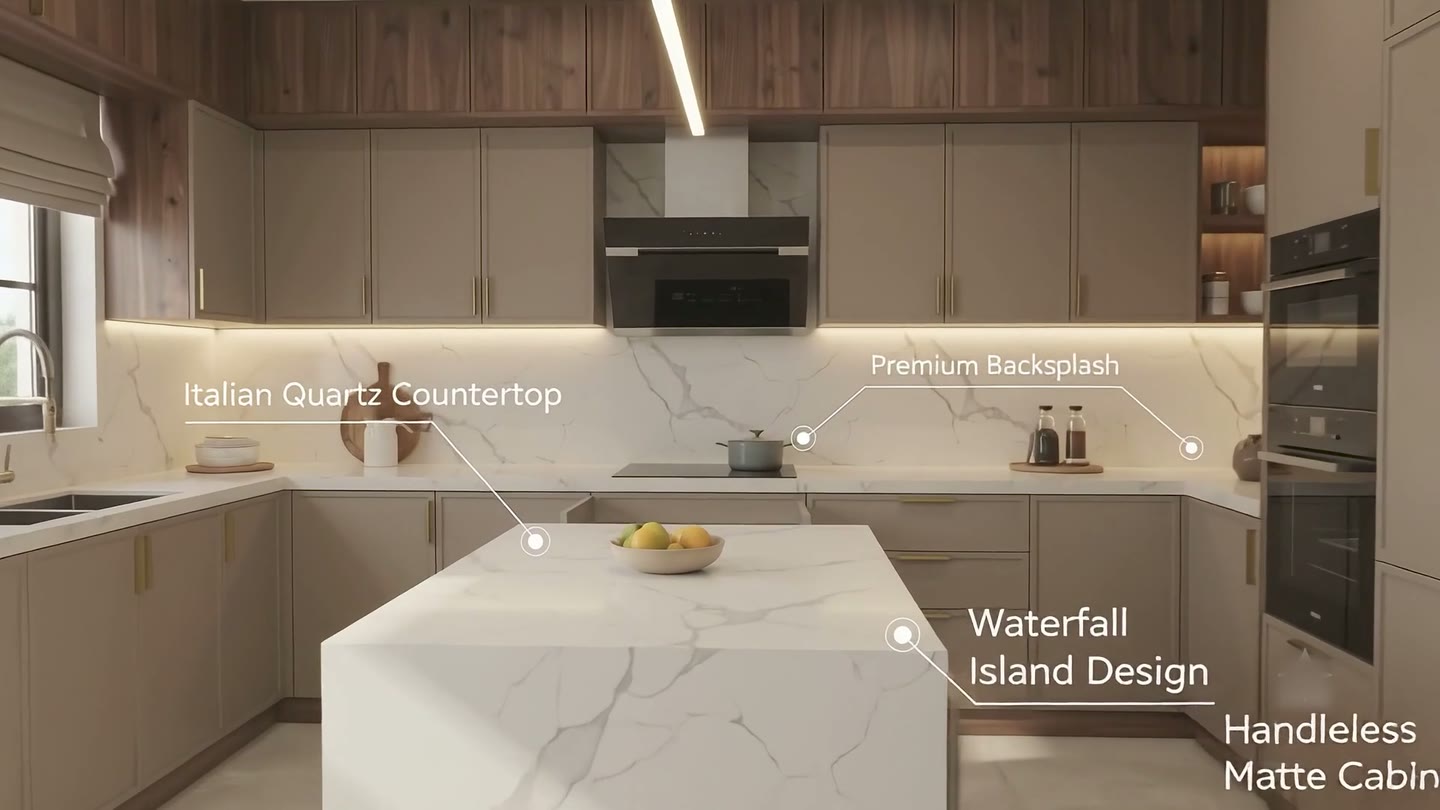 Premium Backsplash
Italian Quartz Countertop
Waterfall
Island Design
Handleless
Matte Cabin